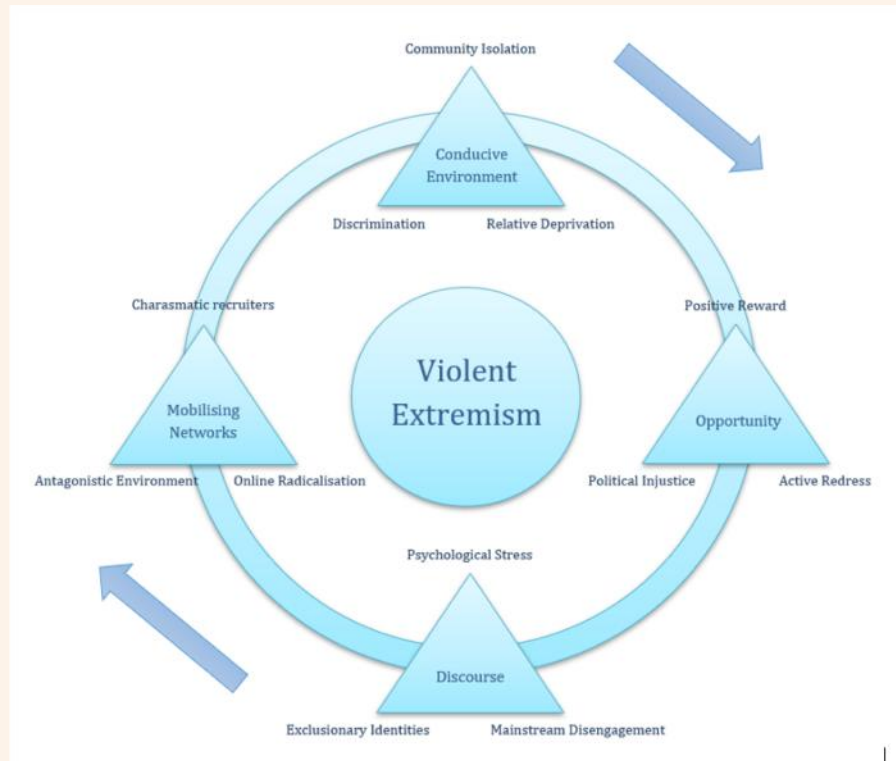 Community Isolation
Conducive
Environment
Discrimination
Relative Deprivation
Charasmatic recruiters
Positive Reward
Violent
Extremism
Mobilising
Networks
Opportunity
Antagonistic Environment
Online Radicalisation
Political Injustice
Active Redress
Psychological Stress
Discourse
Exclusionary Identities
Mainstream Disengagement